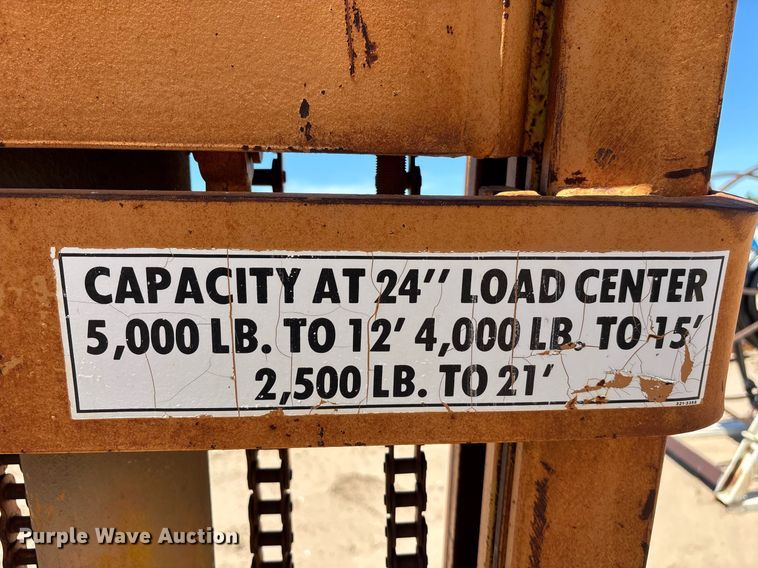 CAPACITY AT 24'' LOAD CENTER
5,000 LB. TO 12' 4,000 LB. TO 15'
2,500 LB. TO 21'
Purple Wave Auction